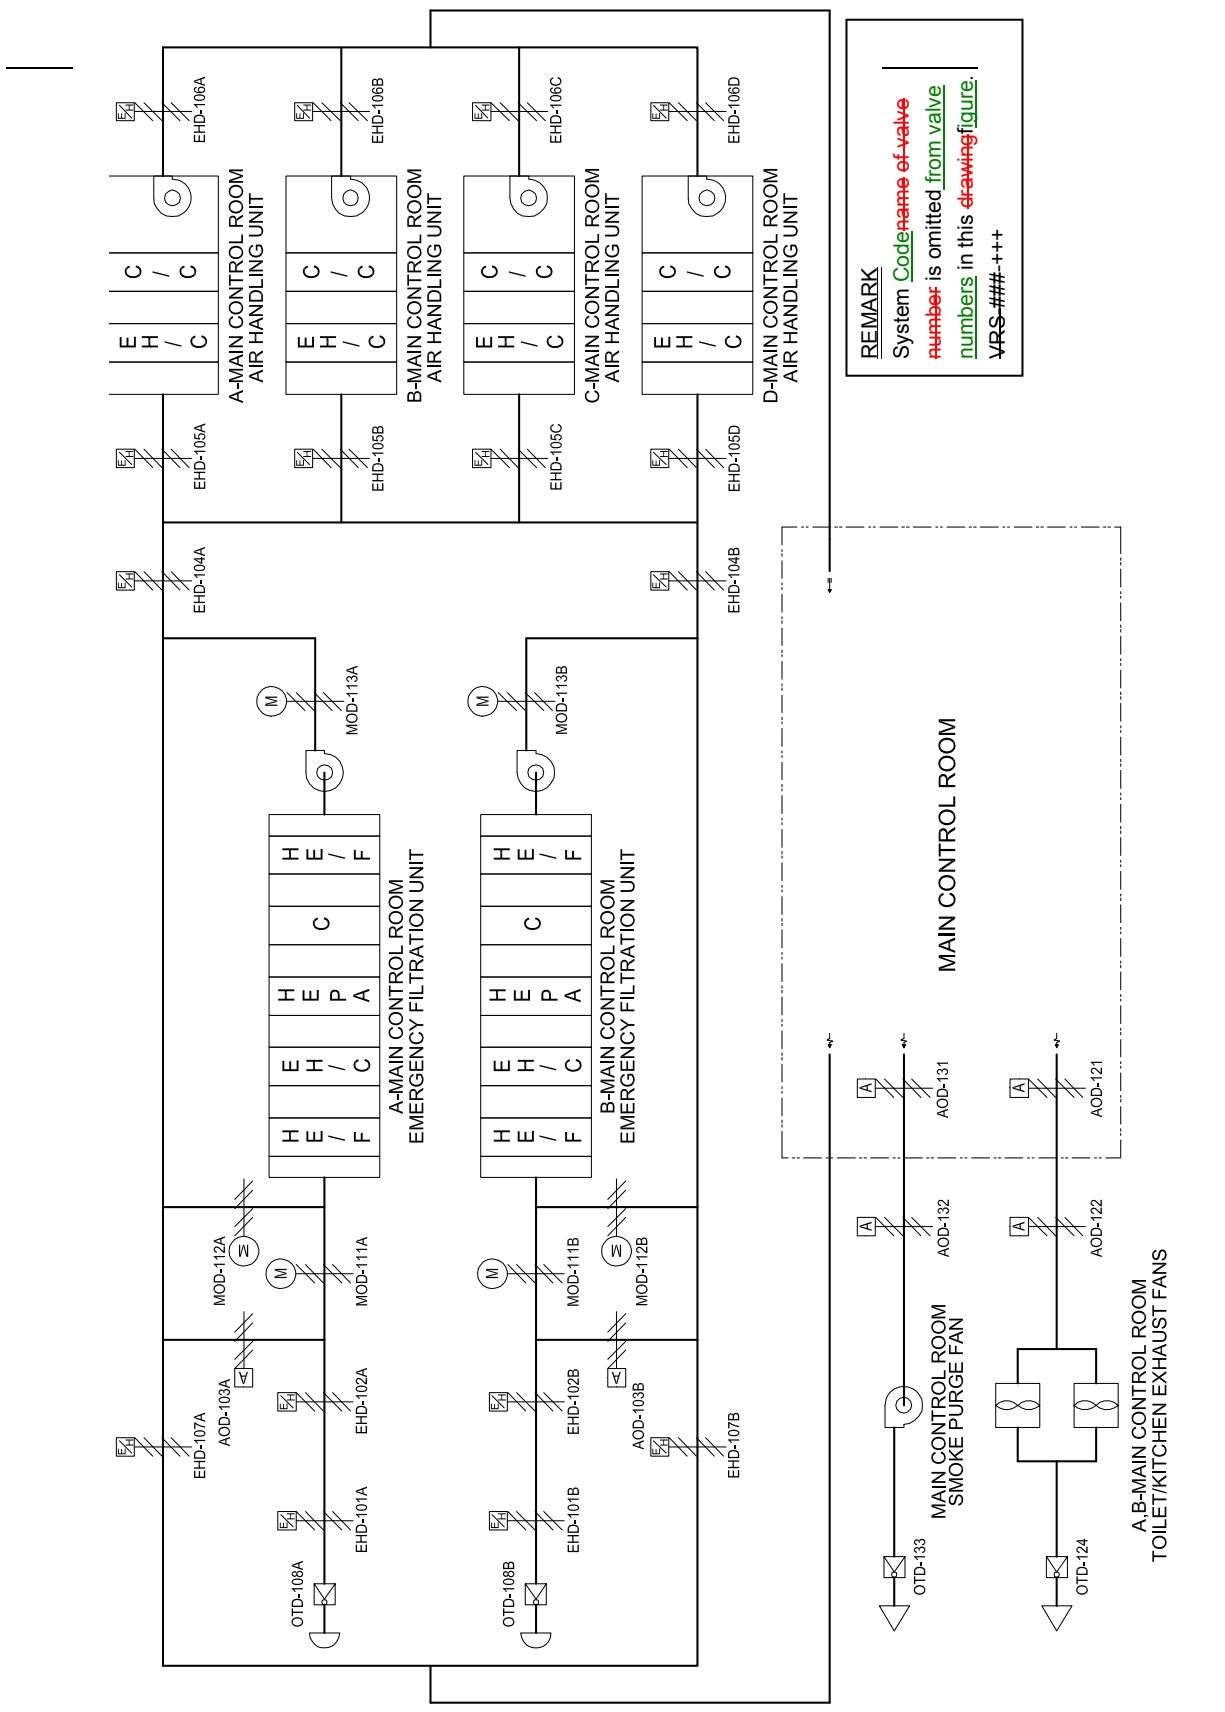 EHD-106A
EHD-106B
EHD-106C
EHD-106D
E/H
E/H
E/H
E/H
C / C
E H / C
A-MAIN CONTROL ROOM
AIR HANDLING UNIT
C / C
E H / C
B-MAIN CONTROL ROOM
AIR HANDLING UNIT
C / C
E H / C
C-MAIN CONTROL ROOM
AIR HANDLING UNIT
C / C
E H / C
D-MAIN CONTROL ROOM
AIR HANDLING UNIT
REMARK
System Codename of valve
number is omitted from valve
numbers in this drawingfigure.
VRS-###-+++
E/H
EHD-105A
E/H
EHD-105B
E/H
EHD-105C
E/H
EHD-105D
E/H
EHD-104A
E/H
EHD-104B
M
MOD-113A
M
MOD-113B
H E / F
C
H E P A
E H / C
H E / F
A-MAIN CONTROL ROOM
EMERGENCY FILTRATION UNIT
H E / F
C
H E P A
E H / C
H E / F
B-MAIN CONTROL ROOM
EMERGENCY FILTRATION UNIT
MAIN CONTROL ROOM
A
AOD-131
A
AOD-121
MOD-112A
M
M
MOD-111A
M
MOD-111B
M
MOD-112B
A
AOD-132
A
AOD-122
A
AOD-103A
A
AOD-103B
E/H
EHD-107A
E/H
EHD-102A
E/H
EHD-102B
E/H
EHD-107B
E/H
EHD-101A
E/H
EHD-101B
OTD-108A
OTD-108B
MAIN CONTROL ROOM
SMOKE PURGE FAN
OTD-133
A,B-MAIN CONTROL ROOM
TOILET/KITCHEN EXHAUST FANS
OTD-124